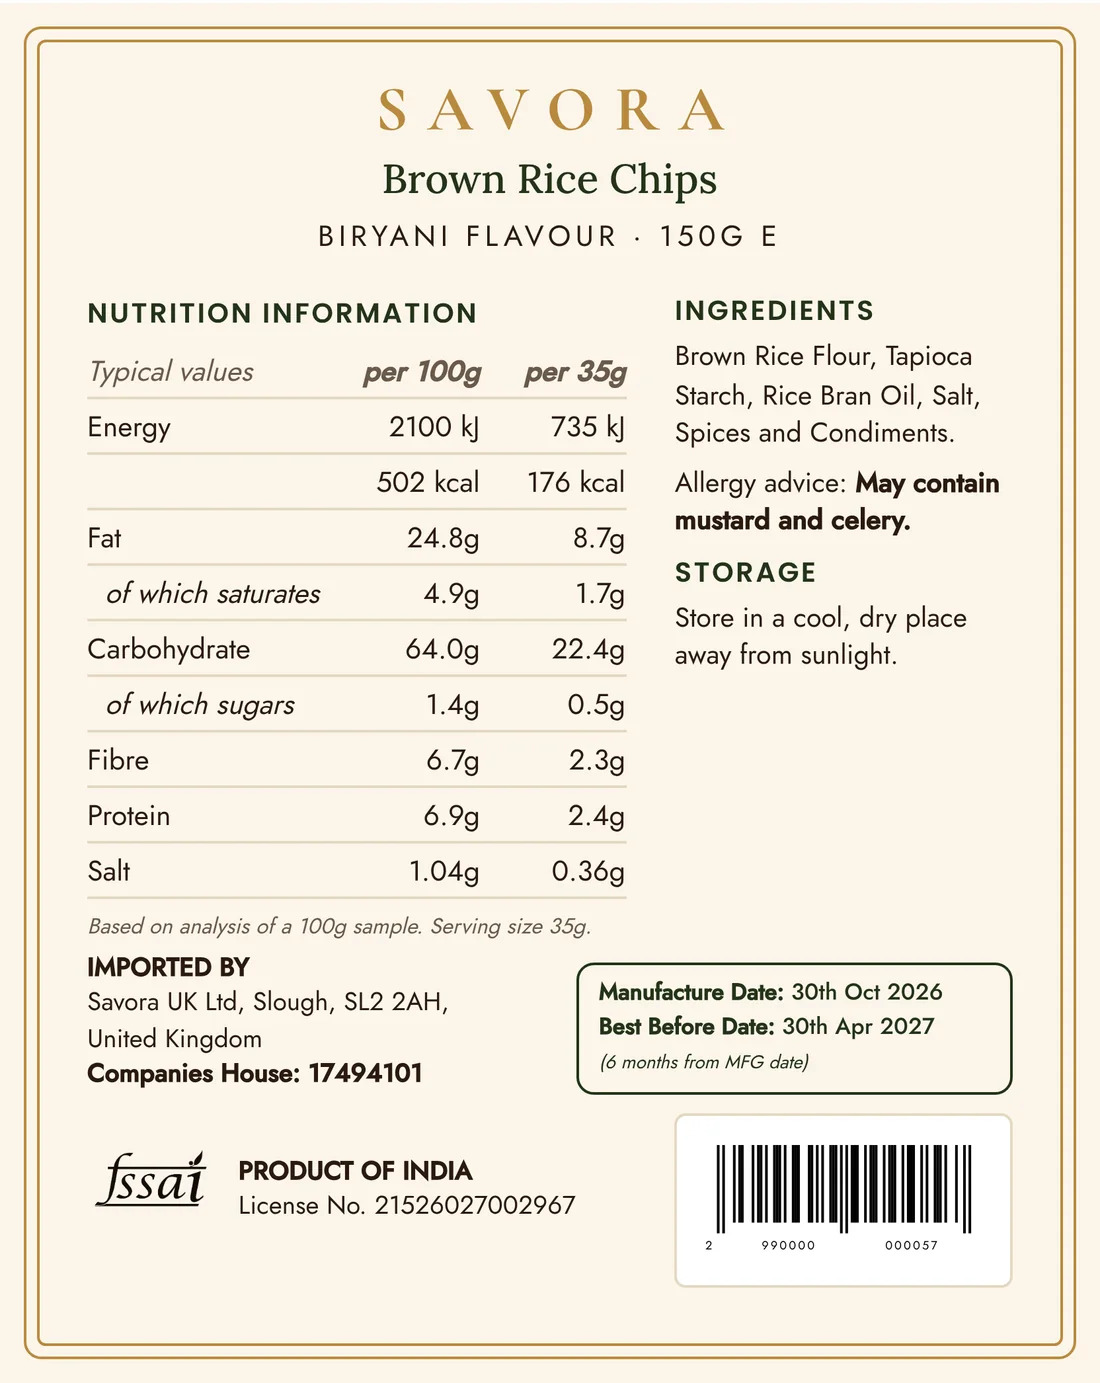 SAVORA
Brown Rice Chips
BIRYANI FLAVOUR · 150G E
NUTRITION INFORMATION
Typical values per 100g per 35g
Energy 2100 kJ 735 kJ
502 kcal 176 kcal
Fat 24.8g 8.7g
of which saturates 4.9g 1.7g
Carbohydrate 64.0g 22.4g
of which sugars 1.4g 0.5g
Fibre 6.7g 2.3g
Protein 6.9g 2.4g
Salt 1.04g 0.36g
Based on analysis of a 100g sample. Serving size 35g.
INGREDIENTS
Brown Rice Flour, Tapioca
Starch, Rice Bran Oil, Salt,
Spices and Condiments.
Allergy advice: May contain
mustard and celery.
STORAGE
Store in a cool, dry place
away from sunlight.
IMPORTED BY
Savora UK Ltd, Slough, SL2 2AH,
United Kingdom
Companies House: 17494101
Manufacture Date: 30th Oct 2026
Best Before Date: 30th Apr 2027
(6 months from MFG date)
fssai
PRODUCT OF INDIA
License No. 21526027002967
2 990000 000057